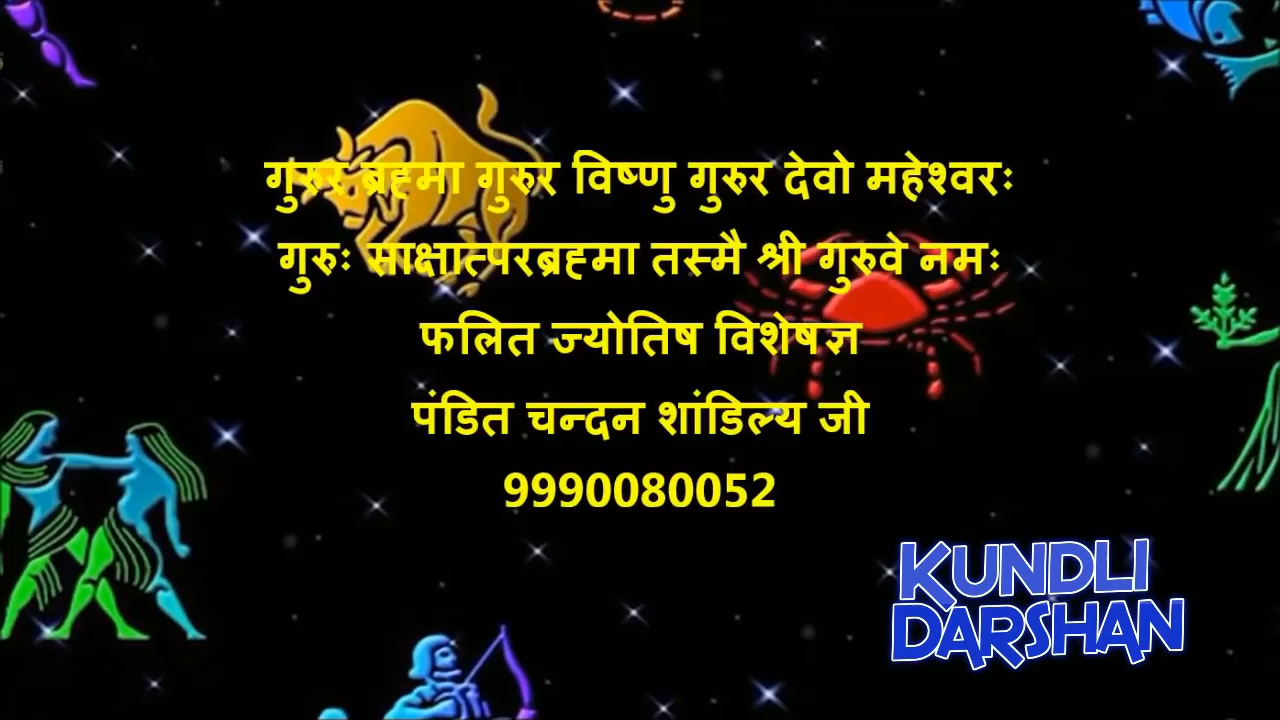 गुरुर ब्रह्मा गुरुर विष्णु गुरुर देवो महेश्वरः
गुरुः साक्षात्परब्रह्मा तस्मै श्री गुरुवे नमः
फलित ज्योतिष विशेषज्ञ
पंडित चन्दन शांडिल्य जी
9990080052
KUNDLI
DARSHAN